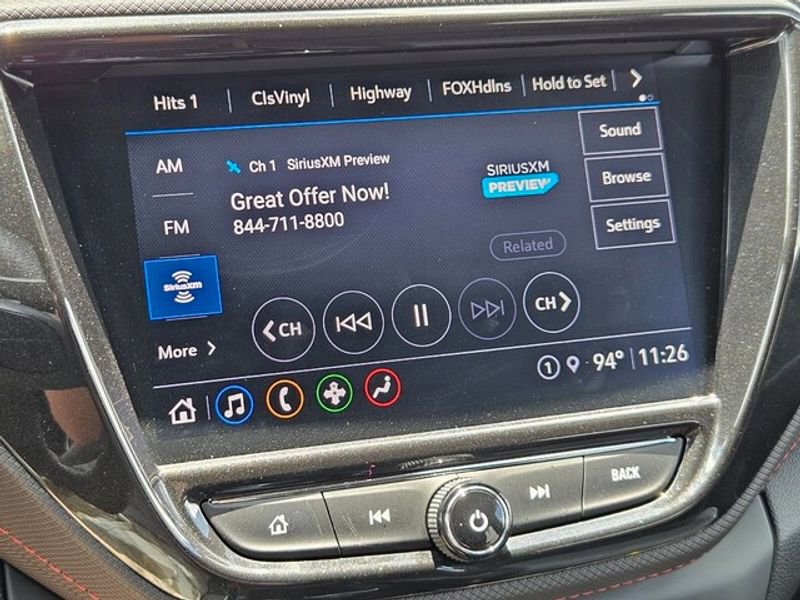 Hits 1 ClsVinyl Highway FOXHdlns Hold to Set
AM
Ch 1 SiriusXM Preview
SIRIUSXM
PREVIEW
Sound
Great Offer Now!
844-711-8800
Browse
FM
Settings
Related
SiriusXM
CH
CH
More
1 94° 11:26
BACK